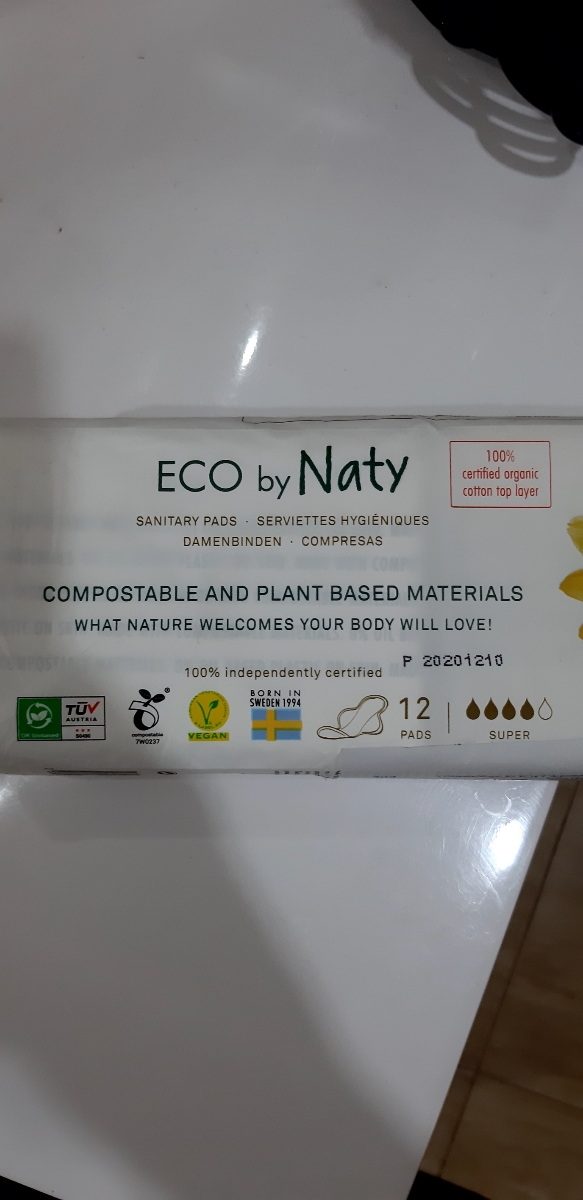 ECO by Naty
100%
certified organic
cotton top layer
SANITARY PADS · SERVIETTES HYGIÉNIQUES
DAMENBINDEN · COMPRESAS
COMPOSTABLE AND PLANT BASED MATERIALS
WHAT NATURE WELCOMES YOUR BODY WILL LOVE!
100% independently certified
P 20201210
TÜV
AUSTRIA
compostable
7W0237
VEGAN
BORN IN
SWEDEN 1994
12
PADS
SUPER